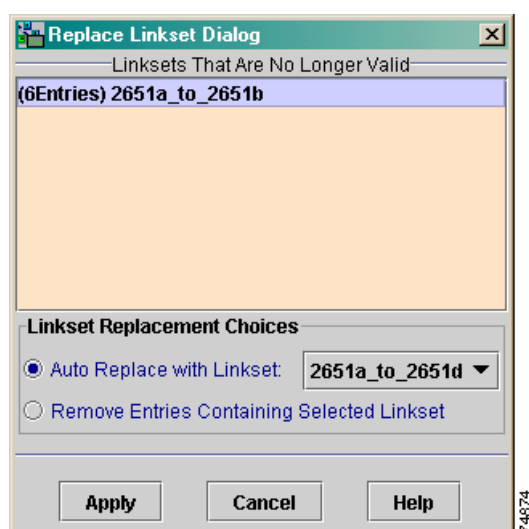 Replace Linkset Dialog
Linksets That Are No Longer Valid
(6Entries) 2651a_to_2651b
Linkset Replacement Choices
Auto Replace with Linkset: 2651a_to_2651d
Remove Entries Containing Selected Linkset
Apply Cancel Help
4874